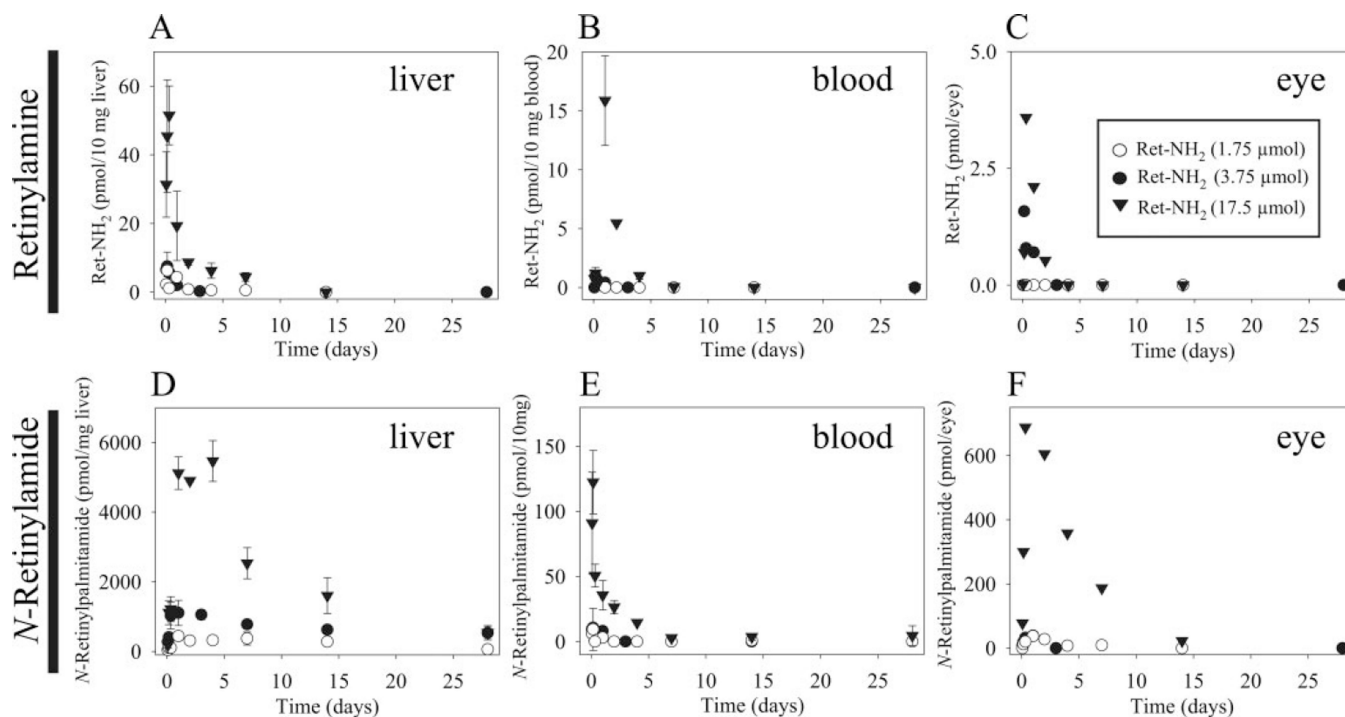 Retinylamine
A
liver
Ret-NH₂ (pmol/10 mg liver)
60
40
20
0
0 5 10 15 20 25
Time (days)
B
blood
Ret-NH₂ (pmol/10 mg blood)
20
15
10
5
0
0 5 10 15 20 25
Time (days)
C
eye
Ret-NH₂ (pmol/eye)
5.0
2.5
0.0
0 5 10 15 20 25
Time (days)
Ret-NH₂ (1.75 µmol)
Ret-NH₂ (3.75 µmol)
Ret-NH₂ (17.5 µmol)
N-Retinylamide
D
liver
N-Retinylpalmitamide (pmol/mg liver)
6000
4000
2000
0
0 5 10 15 20 25
Time (days)
E
blood
N-Retinylpalmitamide (pmol/10mg)
150
100
50
0
0 5 10 15 20 25
Time (days)
F
eye
N-Retinylpalmitamide (pmol/eye)
600
400
200
0
0 5 10 15 20 25
Time (days)